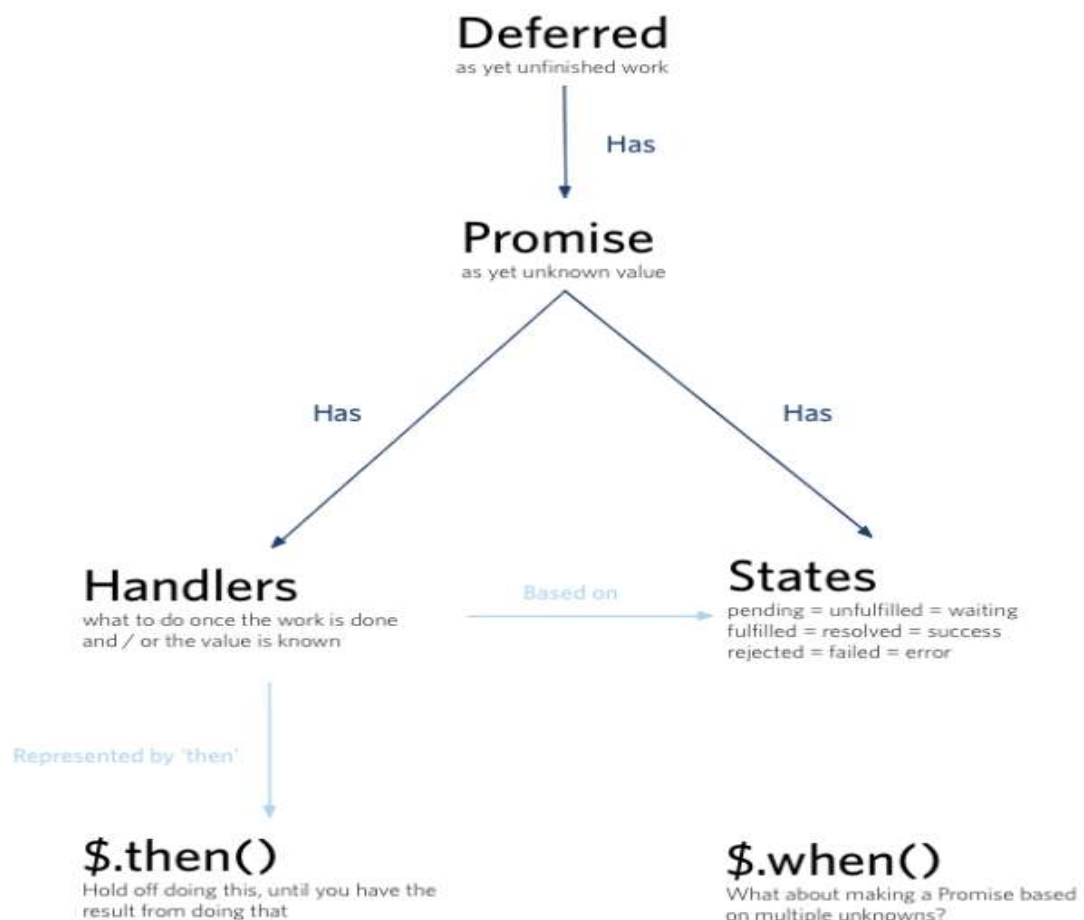 Deferred
as yet unfinished work
Has
Promise
as yet unknown value
Has
Has
Handlers
what to do once the work is done
and / or the value is known
Based on
States
pending = unfulfilled = waiting
fulfilled = resolved = success
rejected = failed = error
Represented by 'then'
$.then()
Hold off doing this, until you have the
result from doing that
$.when()
What about making a Promise based
on multiple unknowns?